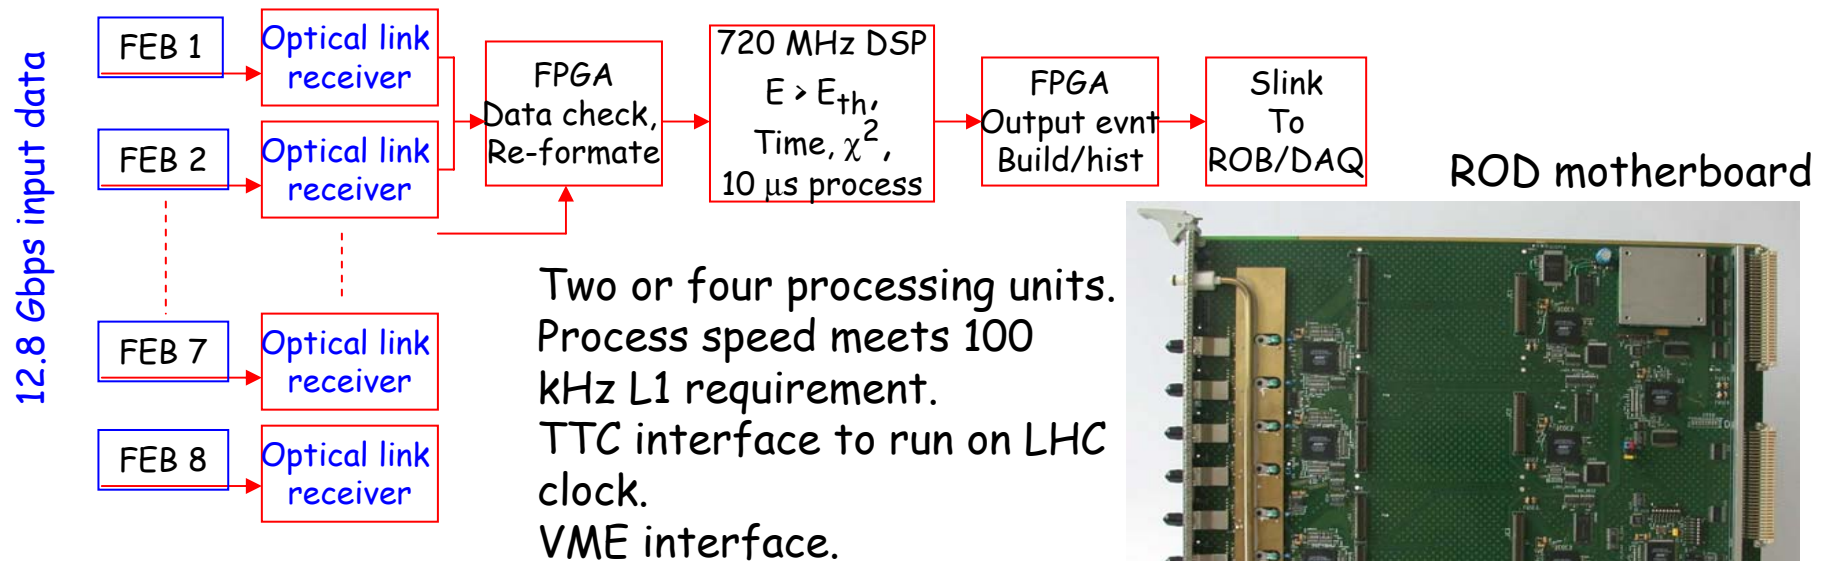 12.8 Gbps input data
FEB 1
Optical link
receiver
FEB 2
Optical link
receiver
FEB 7
Optical link
receiver
FEB 8
Optical link
receiver
FPGA
Data check,
Re-formate
720 MHz DSP
E > Eth,
Time, χ2,
10 μs process
FPGA
Output evnt
Build/hist
Slink
To
ROB/DAQ
ROD motherboard
Two or four processing units.
Process speed meets 100
kHz L1 requirement.
TTC interface to run on LHC
clock.
VME interface.